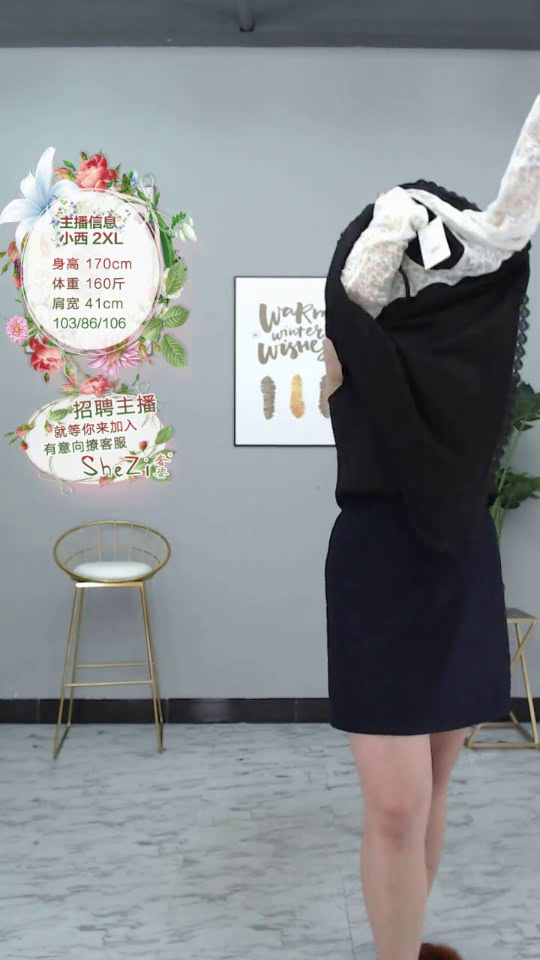 主播信息
小西 2XL
身高 170cm
体重 160斤
肩宽 41cm
103/86/106
招聘主播
就等你来加入
有意向撩客服
SheZi
Warm
winter
Wishes